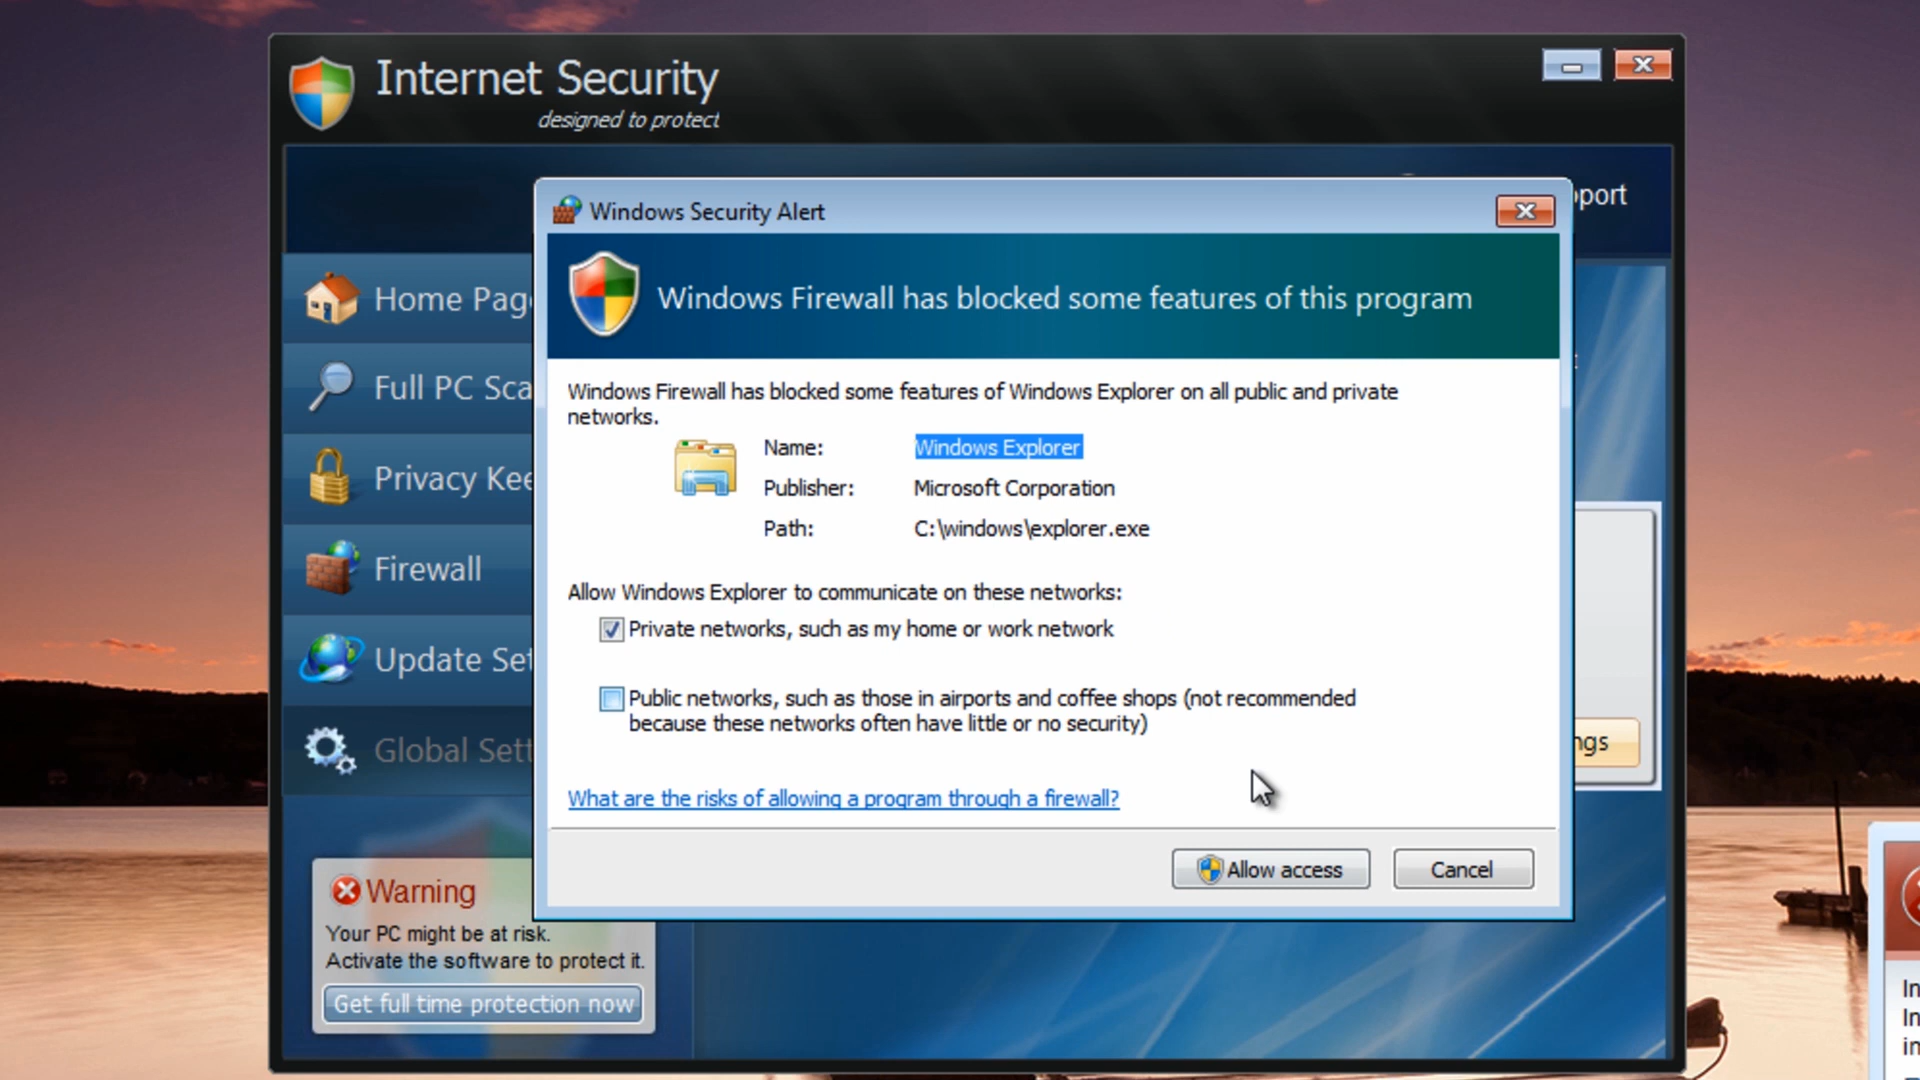 Internet Security
designed to protect
port
Windows Security Alert
Windows Firewall has blocked some features of this program
Home Pag
Full PC Sca
Privacy Kee
Firewall
Update Set
Global Sett
Windows Firewall has blocked some features of Windows Explorer on all public and private
networks.
Name: Windows Explorer
Publisher: Microsoft Corporation
Path: C:\windows\explorer.exe
Allow Windows Explorer to communicate on these networks:
Private networks, such as my home or work network
Public networks, such as those in airports and coffee shops (not recommended
because these networks often have little or no security)
ngs
What are the risks of allowing a program through a firewall?
Allow access
Cancel
Warning
Your PC might be at risk.
Activate the software to protect it.
Get full time protection now
In
In
in